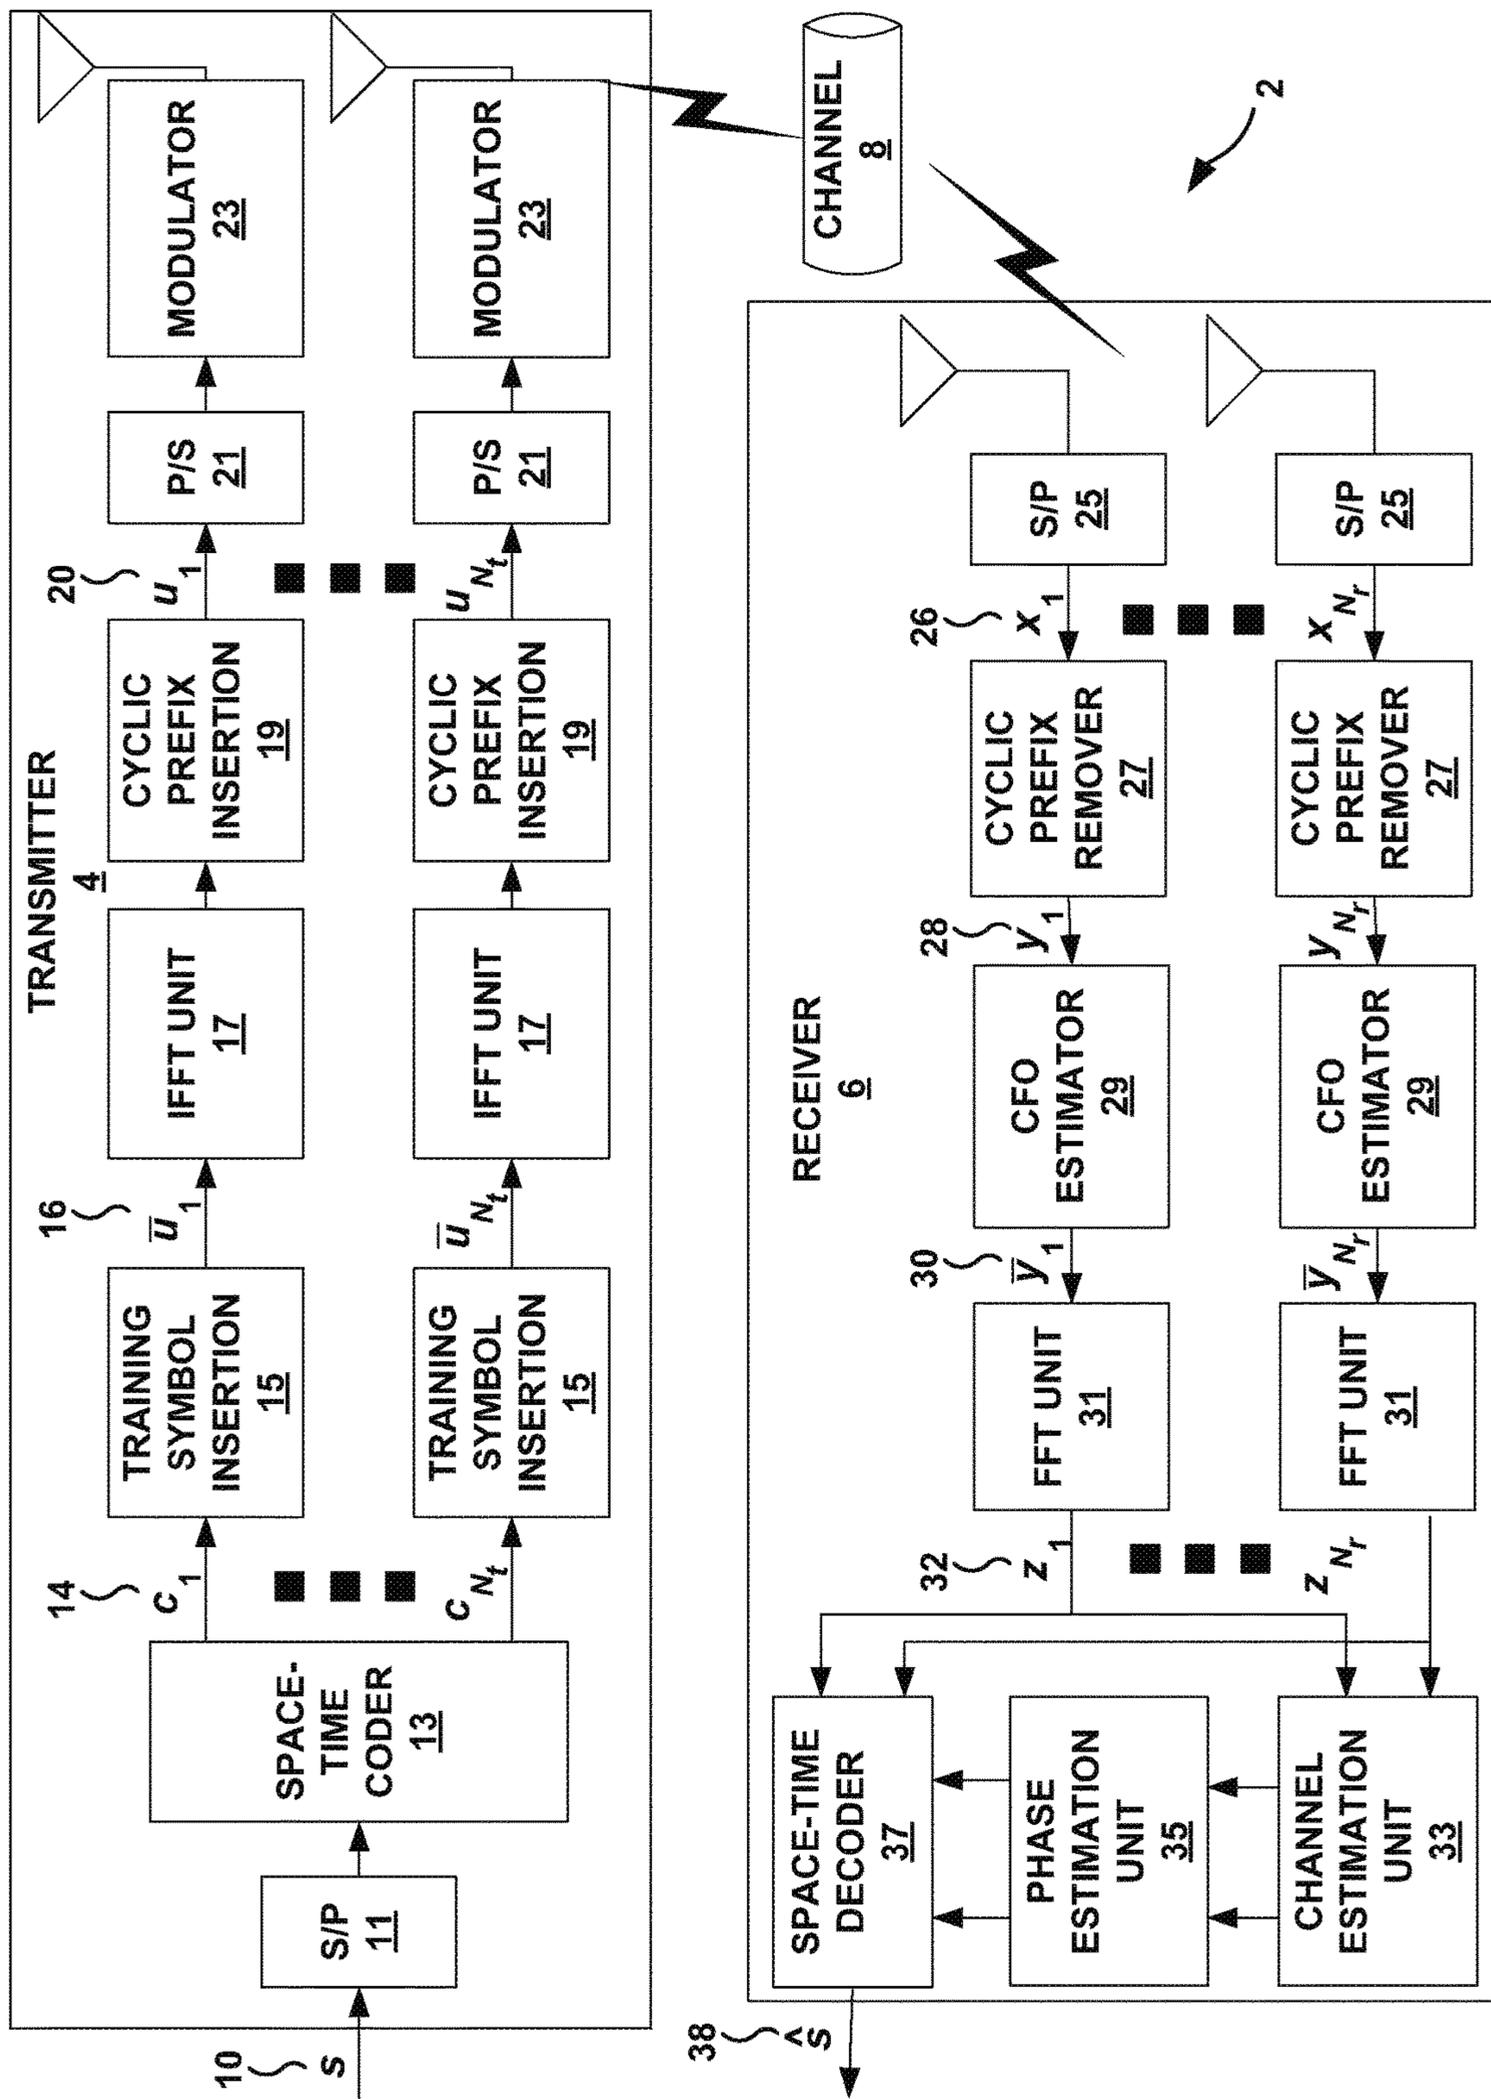 TRANSMITTER
4
10
s
S/P
11
SPACE-
TIME
CODER
13
14
c1
cNt
TRAINING
SYMBOL
INSERTION
15
TRAINING
SYMBOL
INSERTION
15
16
u̅1
u̅Nt
IFFT UNIT
17
IFFT UNIT
17
CYCLIC
PREFIX
INSERTION
19
CYCLIC
PREFIX
INSERTION
19
20
u1
uNt
P/S
21
P/S
21
MODULATOR
23
MODULATOR
23
CHANNEL
8
2
RECEIVER
6
S/P
25
S/P
25
26
x1
xNr
CYCLIC
PREFIX
REMOVER
27
CYCLIC
PREFIX
REMOVER
27
28
y1
yNr
CFO
ESTIMATOR
29
CFO
ESTIMATOR
29
30
y̅1
y̅Nr
FFT UNIT
31
FFT UNIT
31
32
z1
zNr
SPACE-TIME
DECODER
37
PHASE
ESTIMATION
UNIT
35
CHANNEL
ESTIMATION
UNIT
33
38
ŝ